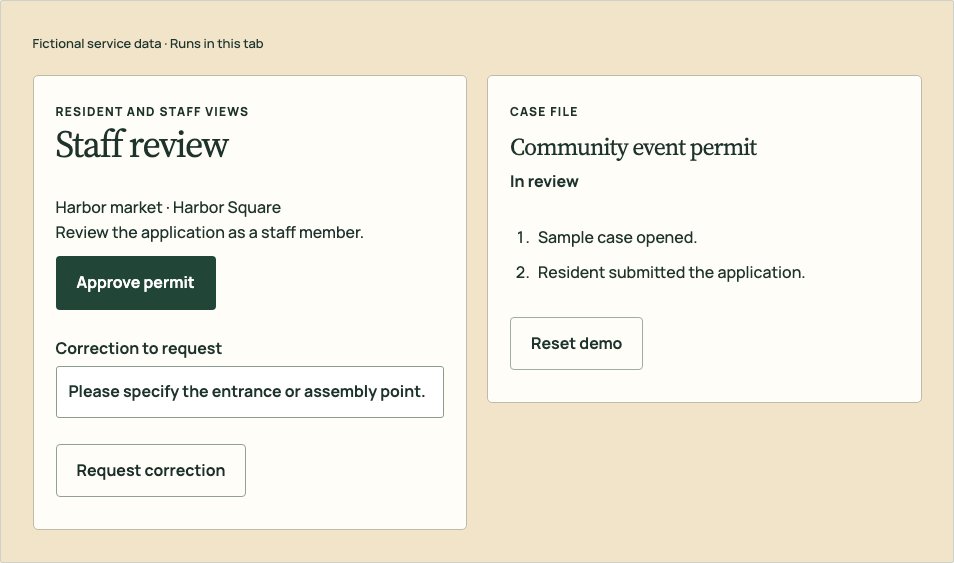 Fictional service data · Runs in this tab
RESIDENT AND STAFF VIEWS
Staff review
Harbor market · Harbor Square
Review the application as a staff member.
Approve permit
Correction to request
Please specify the entrance or assembly point.
Request correction
CASE FILE
Community event permit
In review
1. Sample case opened.
2. Resident submitted the application.
Reset demo